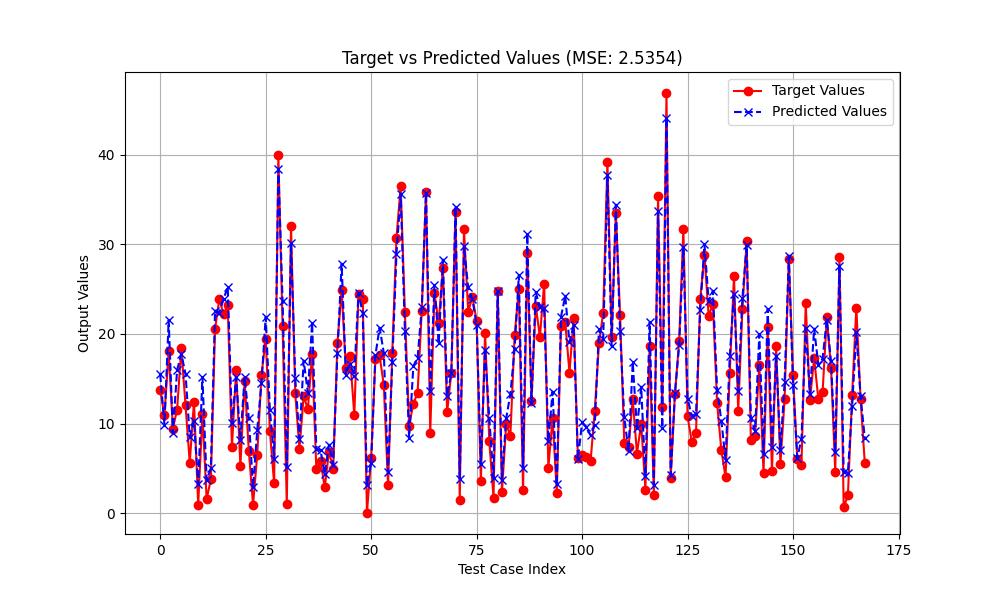 Target vs Predicted Values (MSE: 2.5354)
Target Values
Predicted Values
Output Values
40
30
20
10
0
0 25 50 75 100 125 150 175
Test Case Index